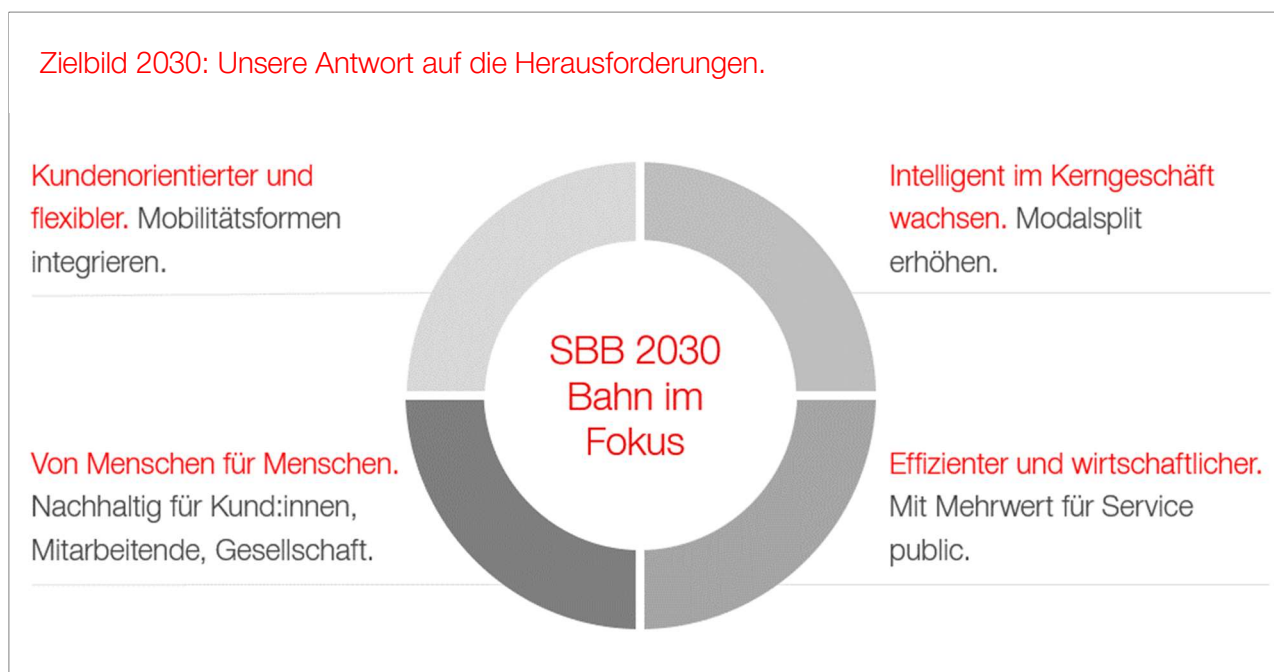 Zielbild 2030: Unsere Antwort auf die Herausforderungen.
Kundenorientierter und
flexibler. Mobilitätsformen
integrieren.
Intelligent im Kerngeschäft
wachsen. Modalsplit
erhöhen.
SBB 2030
Bahn im
Fokus
Von Menschen für Menschen.
Nachhaltig für Kund:innen,
Mitarbeitende, Gesellschaft.
Effizienter und wirtschaftlicher.
Mit Mehrwert für Service
public.